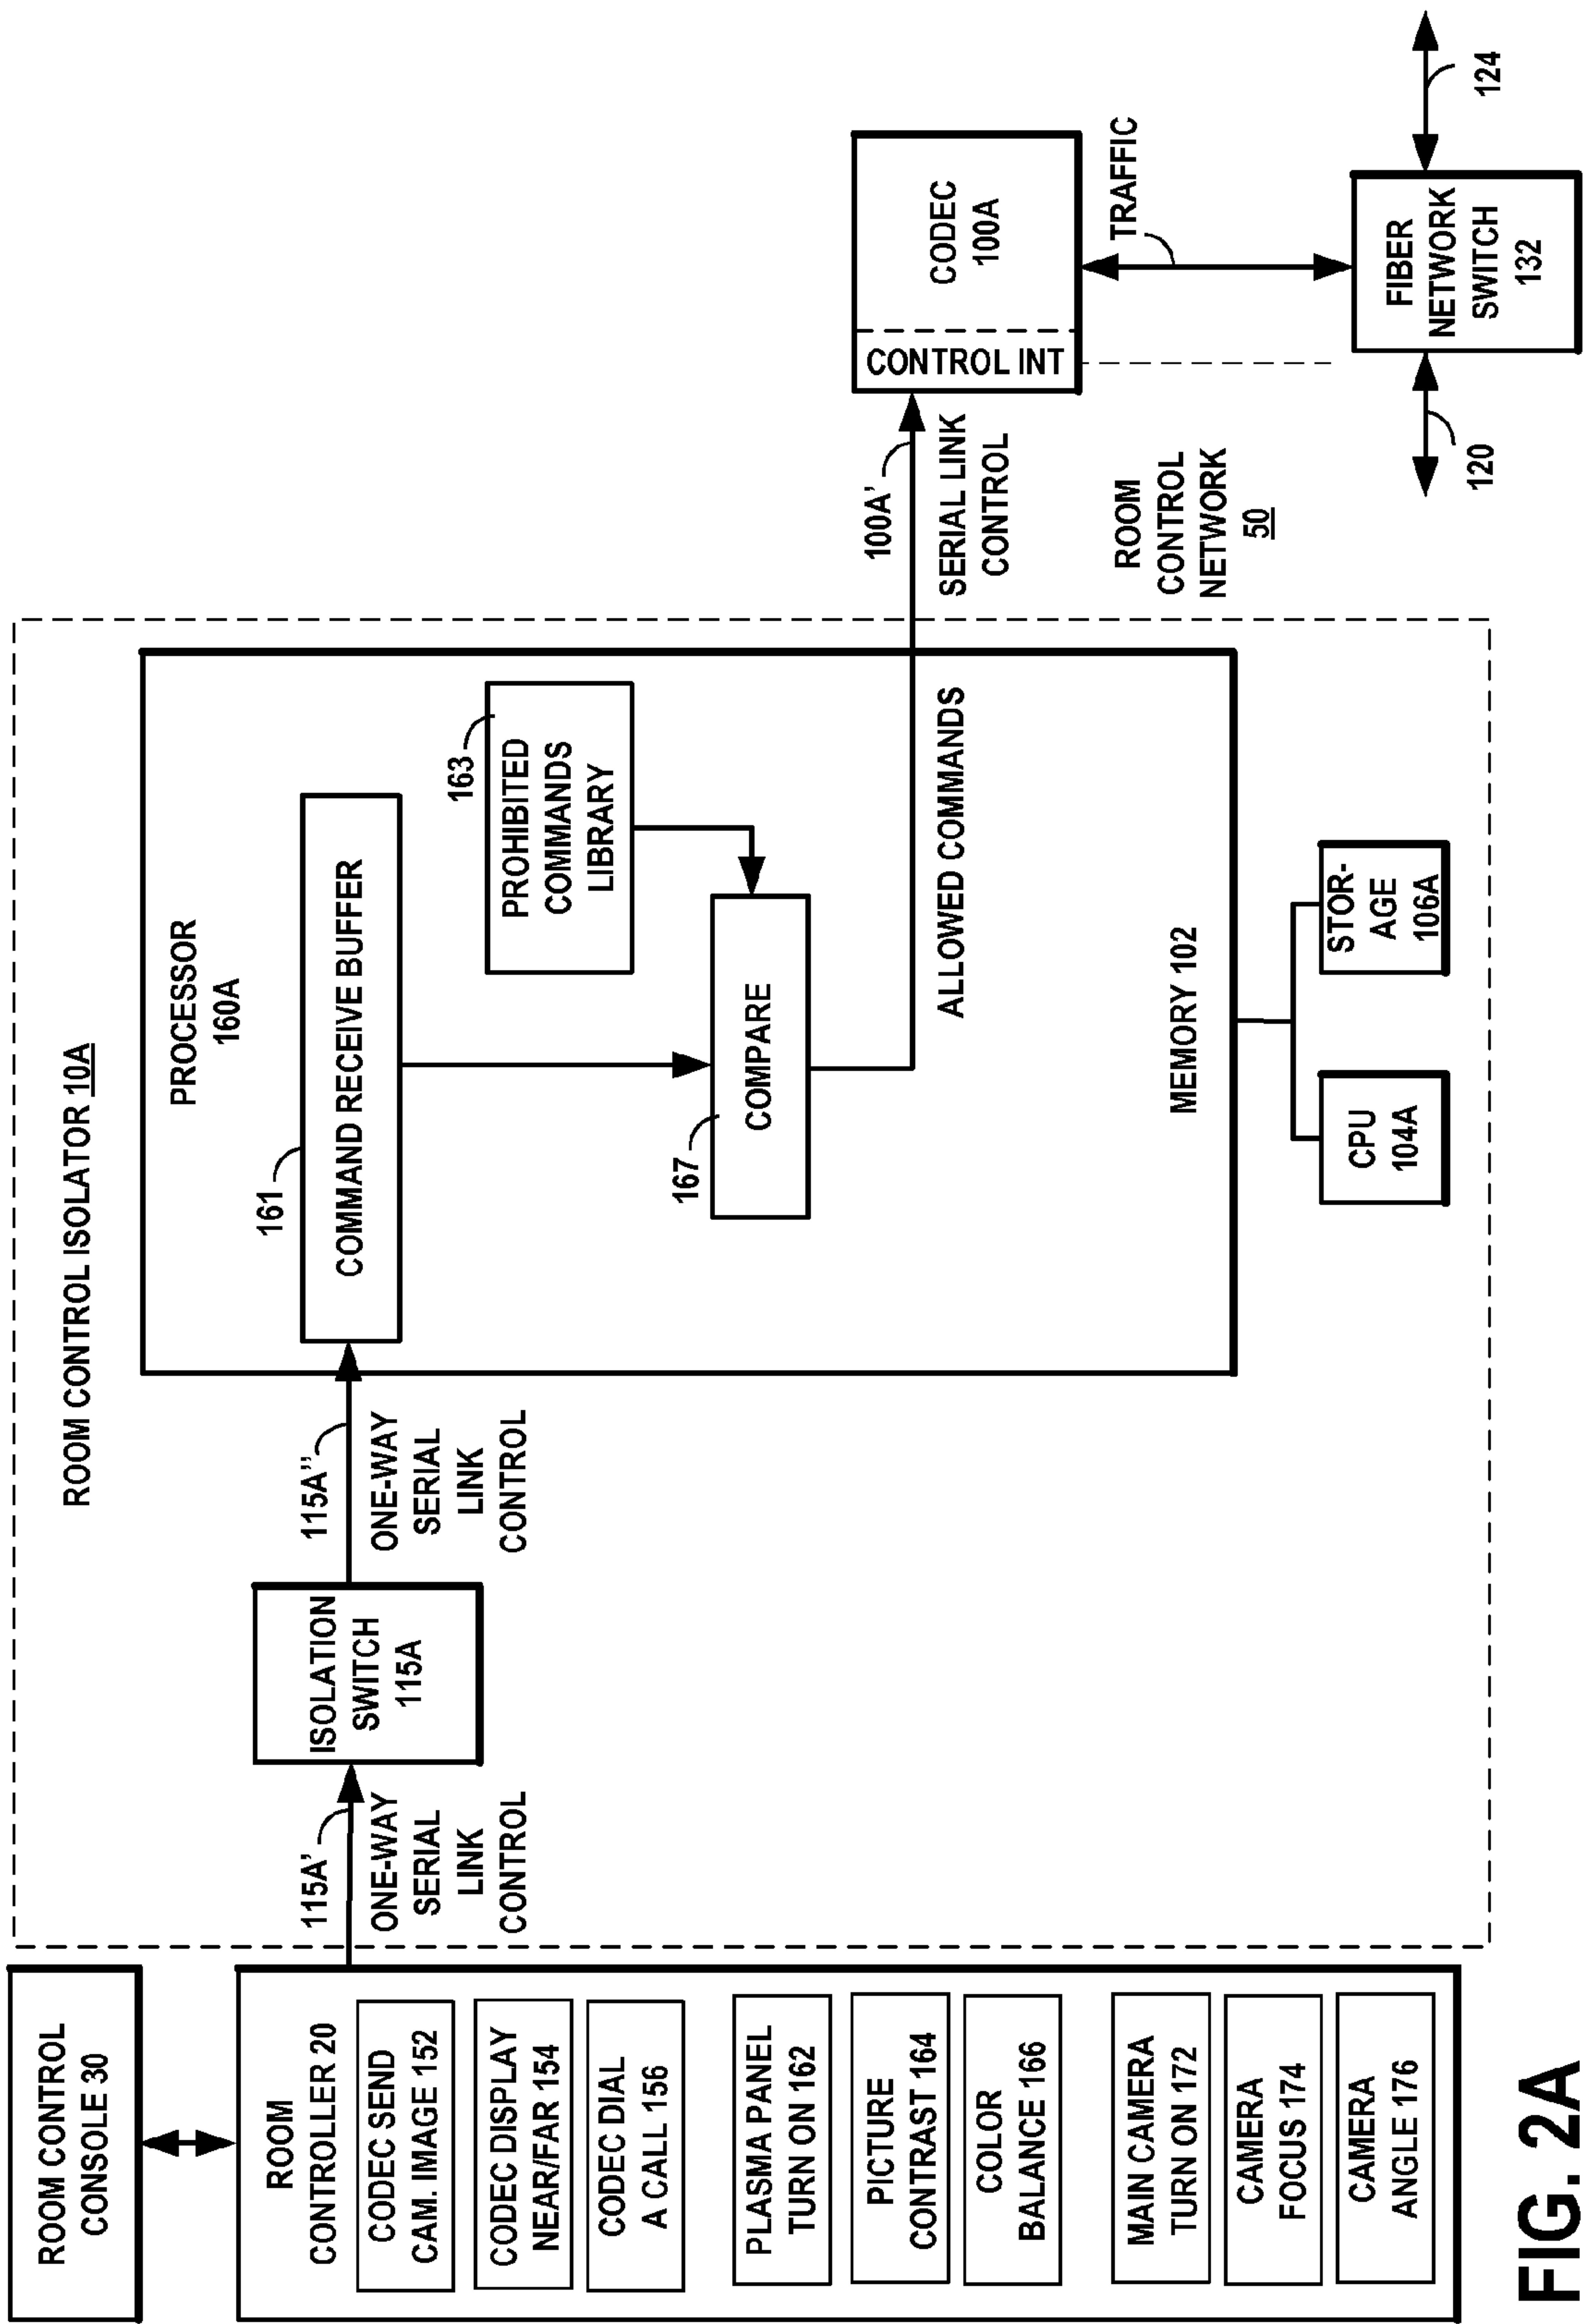 ROOM CONTROL
CONSOLE 30
ROOM
CONTROLLER 20
CODEC SEND
CAM. IMAGE 152
CODEC DISPLAY
NEAR/FAR 154
CODEC DIAL
A CALL 156
PLASMA PANEL
TURN ON 162
PICTURE
CONTRAST 164
COLOR
BALANCE 166
MAIN CAMERA
TURN ON 172
CAMERA
FOCUS 174
CAMERA
ANGLE 176
ROOM CONTROL ISOLATOR 10A
115A'
ONE-WAY
SERIAL
LINK
CONTROL
ISOLATION
SWITCH
115A
115A"
ONE-WAY
SERIAL
LINK
CONTROL
PROCESSOR
160A
161
COMMAND RECEIVE BUFFER
163
PROHIBITED
COMMANDS
LIBRARY
167
COMPARE
ALLOWED COMMANDS
MEMORY 102
CPU
104A
STOR-
AGE
106A
100A'
SERIAL LINK
CONTROL
ROOM
CONTROL
NETWORK
50
CONTROL INT
CODEC
100A
TRAFFIC
FIBER
NETWORK
SWITCH
132
120
124
FIG. 2A